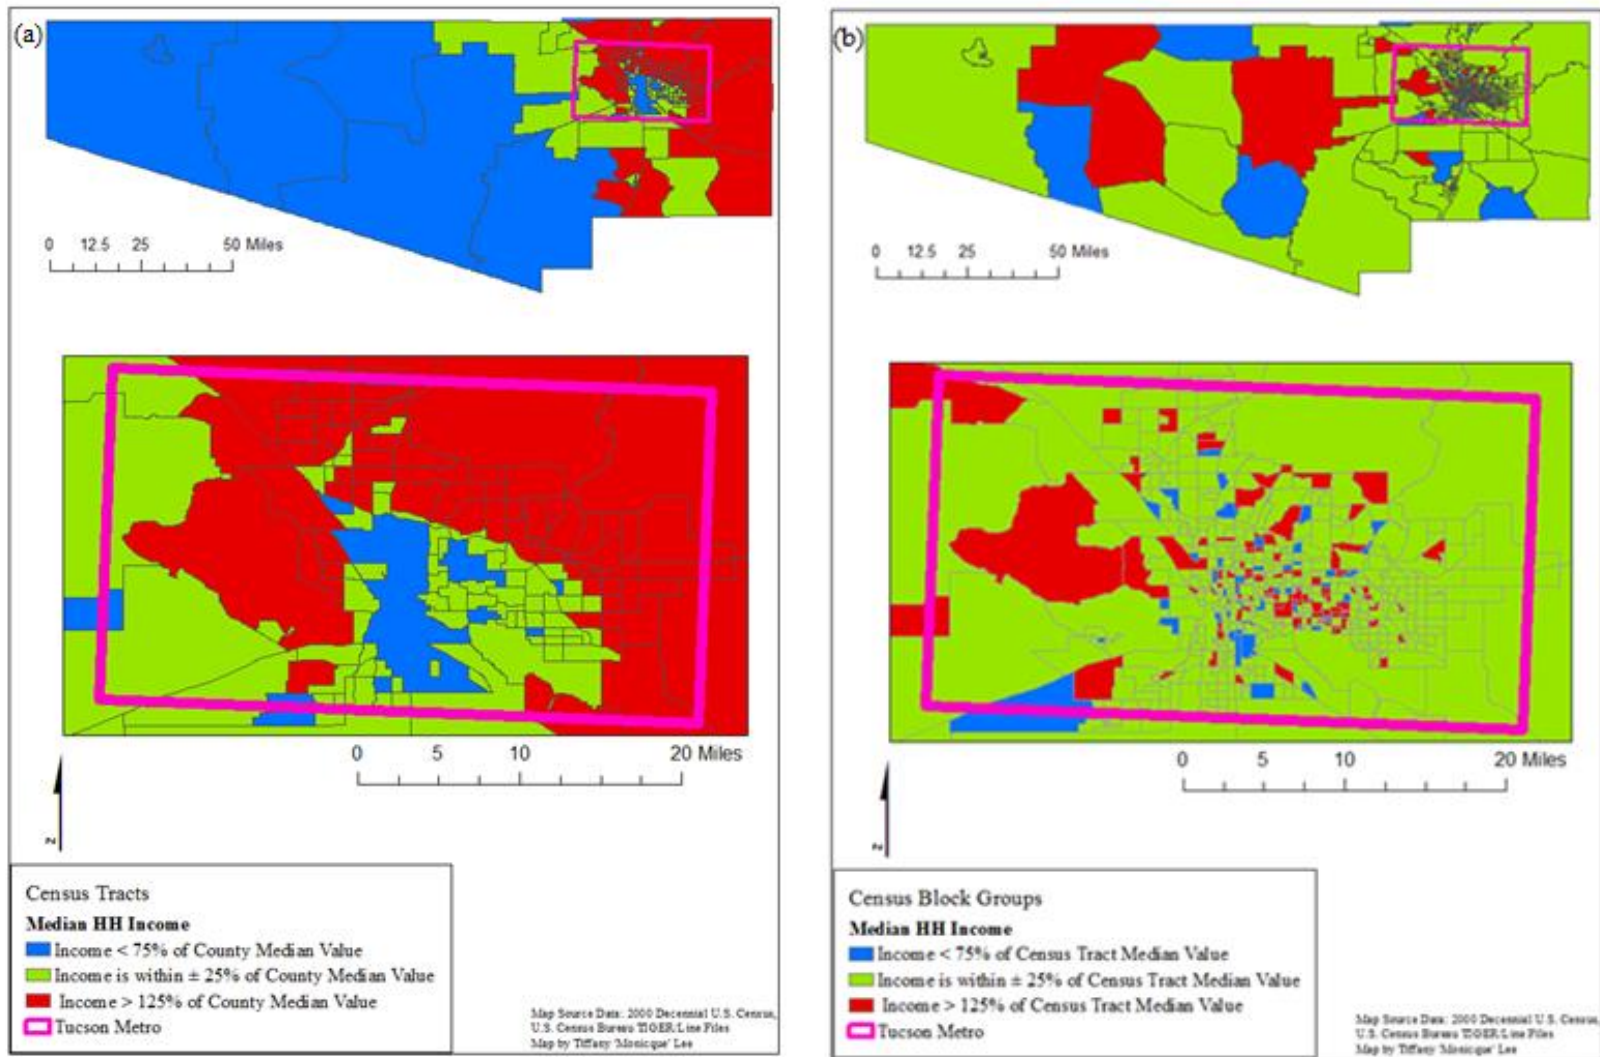 (a)
0 12.5 25 50 Miles
0 5 10 20 Miles
N
Census Tracts
Median HH Income
Income < 75% of County Median Value
Income is within ± 25% of County Median Value
Income > 125% of County Median Value
Tucson Metro
Map Source Data: 2000 Decennial U.S. Census,
U.S. Census Bureau TIGER/Line Files
Map by Tiffany 'Monicque' Lee
(b)
0 12.5 25 50 Miles
0 5 10 20 Miles
N
Census Block Groups
Median HH Income
Income < 75% of Census Tract Median Value
Income is within ± 25% of Census Tract Median Value
Income > 125% of Census Tract Median Value
Tucson Metro
Map Source Data: 2000 Decennial U.S. Census,
U.S. Census Bureau TIGER/Line Files
Map by Tiffany 'Monicque' Lee